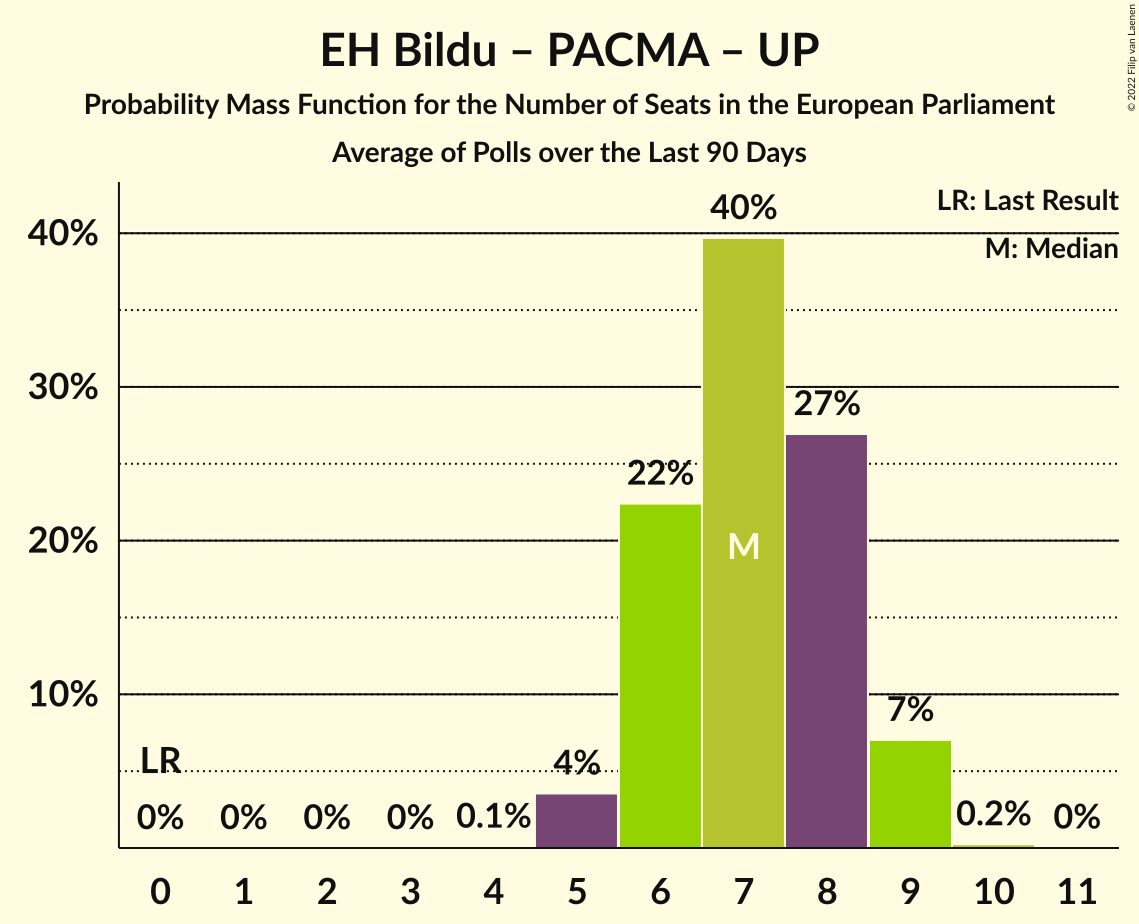 EH Bildu – PACMA – UP
Probability Mass Function for the Number of Seats in the European Parliament
Average of Polls over the Last 90 Days
© 2022 Filip van Laenen
LR: Last Result
M: Median
40%
30%
20%
10%
LR
0%
0%
0%
0%
0.1%
4%
22%
40%
M
27%
7%
0.2%
0%
0 1 2 3 4 5 6 7 8 9 10 11